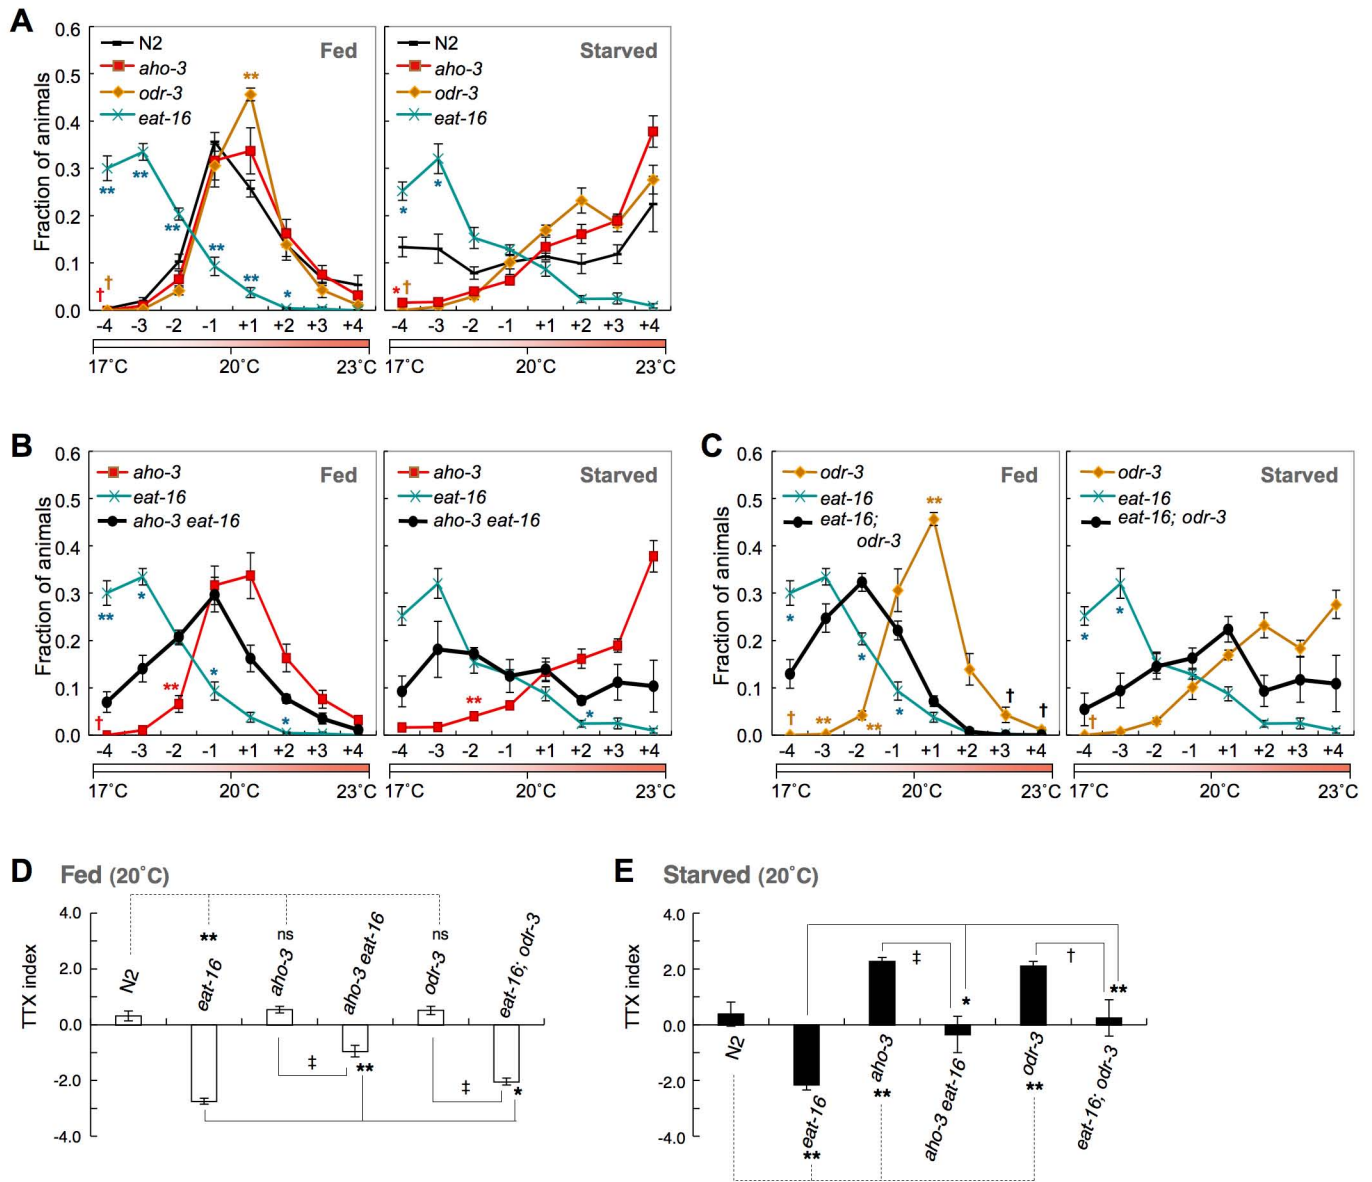 A
0.6
0.5
0.4
0.3
0.2
0.1
0.0
Fraction of animals
N2
aho-3
odr-3
eat-16
Fed
**
**
**
**
**
**
*
† †
-4 -3 -2 -1 +1 +2 +3 +4
17˚C 20˚C 23˚C
N2
aho-3
odr-3
eat-16
Starved
*
*
* †
-4 -3 -2 -1 +1 +2 +3 +4
17˚C 20˚C 23˚C
B
0.6
0.5
0.4
0.3
0.2
0.1
0.0
Fraction of animals
aho-3
eat-16
aho-3 eat-16
Fed
**
*
**
*
*
†
-4 -3 -2 -1 +1 +2 +3 +4
17˚C 20˚C 23˚C
aho-3
eat-16
aho-3 eat-16
Starved
**
*
-4 -3 -2 -1 +1 +2 +3 +4
17˚C 20˚C 23˚C
C
0.6
0.5
0.4
0.3
0.2
0.1
0.0
Fraction of animals
odr-3
eat-16
eat-16;
odr-3
Fed
**
*
*
*
† ** **
† †
-4 -3 -2 -1 +1 +2 +3 +4
17˚C 20˚C 23˚C
odr-3
eat-16
eat-16; odr-3
Starved
*
*
†
-4 -3 -2 -1 +1 +2 +3 +4
17˚C 20˚C 23˚C
D Fed (20˚C)
4.0
2.0
0.0
-2.0
-4.0
TTX index
N2
**
eat-16
ns
aho-3
aho-3 eat-16
ns
odr-3
eat-16; odr-3
‡
**
‡
*
E Starved (20˚C)
4.0
2.0
0.0
-2.0
-4.0
TTX index
‡
*
†
**
N2
eat-16
**
aho-3
**
aho-3 eat-16
odr-3
**
eat-16; odr-3